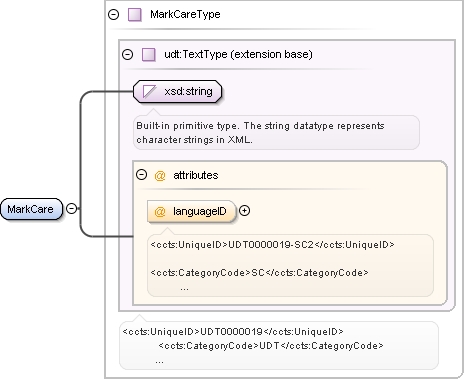 MarkCareType
udt:TextType (extension base)
xsd:string
Built-in primitive type. The string datatype represents
character strings in XML.
@ attributes
MarkCare
@ languageID
<ccts:UniqueID>UDT0000019-SC2</ccts:UniqueID>
<ccts:CategoryCode>SC</ccts:CategoryCode>
...
<ccts:UniqueID>UDT0000019</ccts:UniqueID>
<ccts:CategoryCode>UDT</ccts:CategoryCode>
...